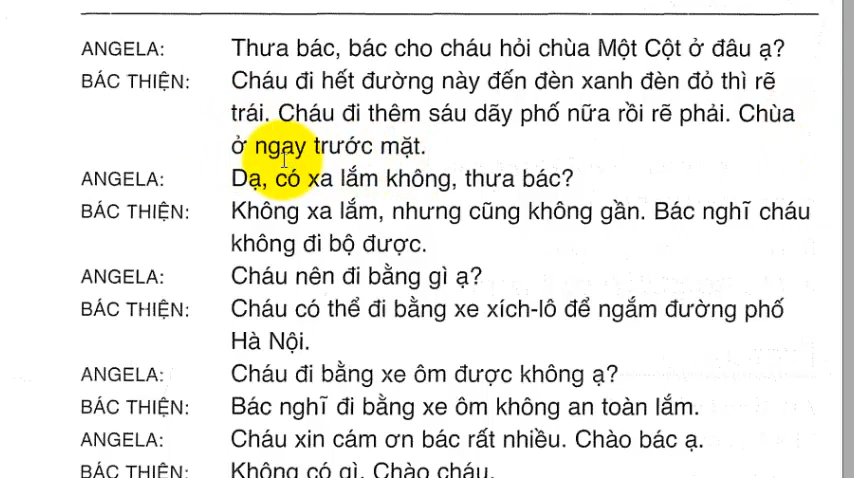 ANGELA: Thưa bác, bác cho cháu hỏi chùa Một Cột ở đâu ạ?
BÁC THIỆN: Cháu đi hết đường này đến đèn xanh đèn đỏ thì rẽ
trái. Cháu đi thêm sáu dãy phố nữa rồi rẽ phải. Chùa
ở ngay trước mặt.
ANGELA: Dạ, có xa lắm không, thưa bác?
BÁC THIỆN: Không xa lắm, nhưng cũng không gần. Bác nghĩ cháu
không đi bộ được.
ANGELA: Cháu nên đi bằng gì ạ?
BÁC THIỆN: Cháu có thể đi bằng xe xích-lô để ngắm đường phố
Hà Nội.
ANGELA: Cháu đi bằng xe ôm được không ạ?
BÁC THIỆN: Bác nghĩ đi bằng xe ôm không an toàn lắm.
ANGELA: Cháu xin cám ơn bác rất nhiều. Chào bác ạ.
BÁC THIỆN: Không có gì. Chào cháu.